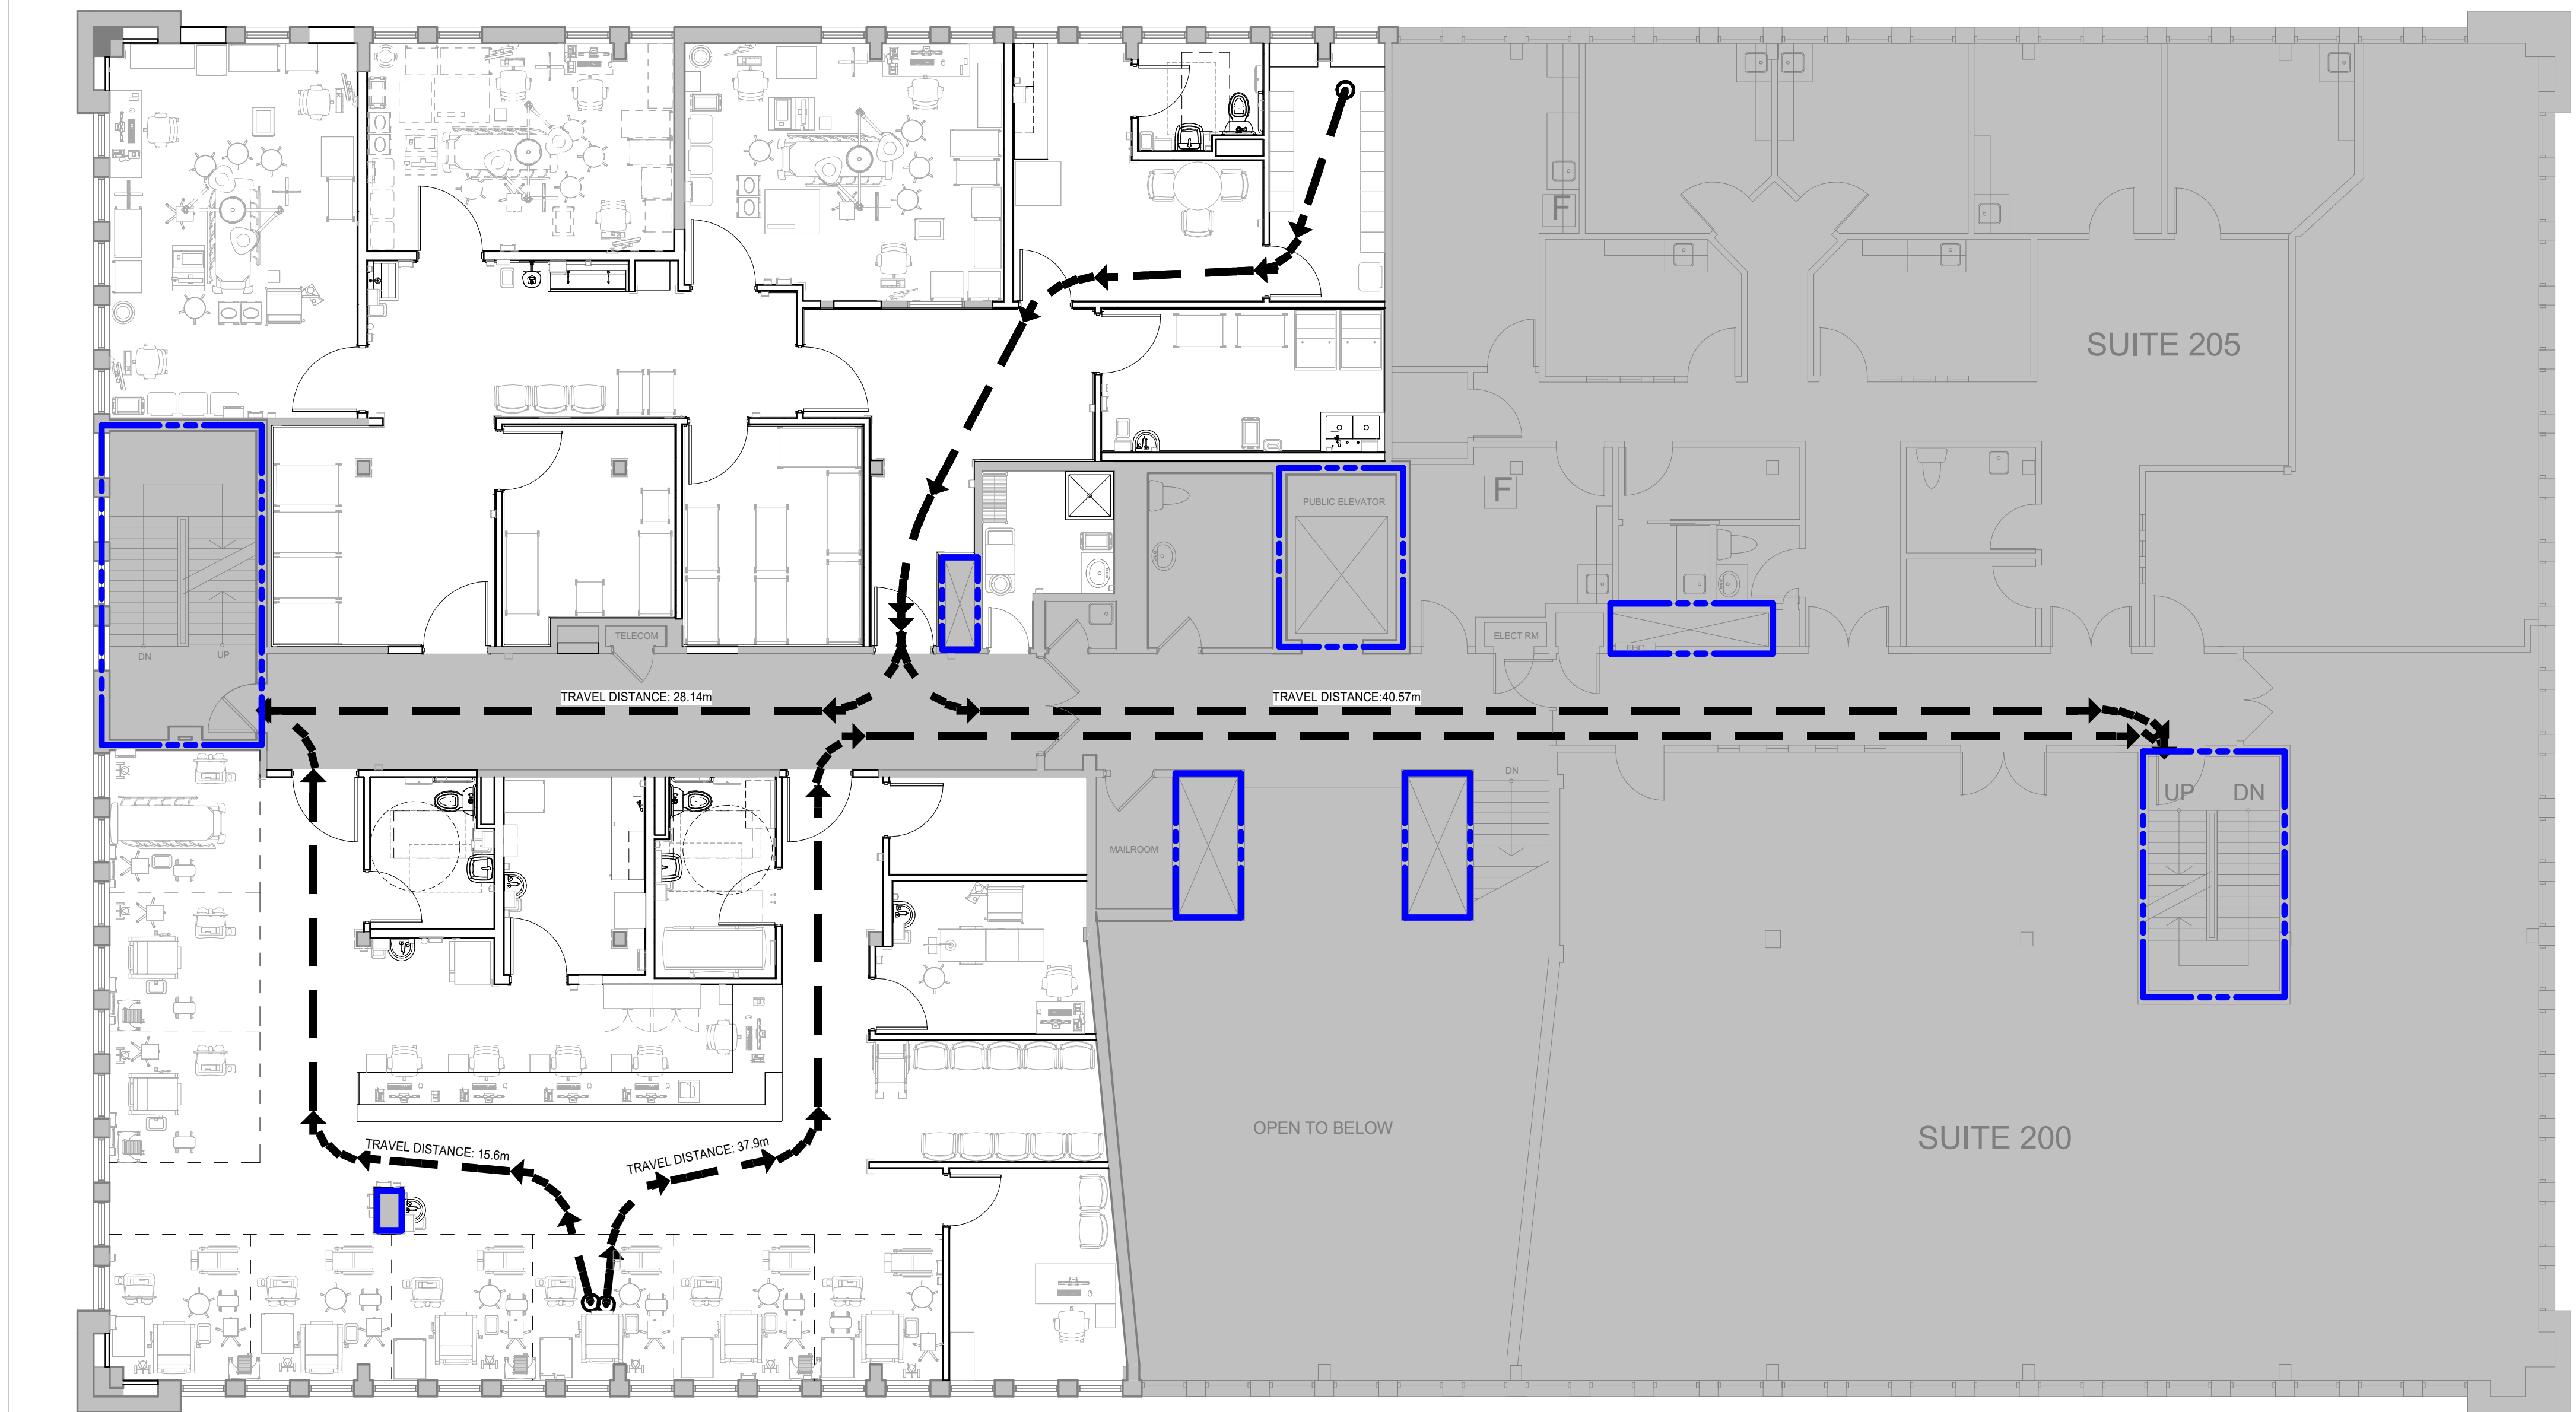 F
SUITE 205
F
PUBLIC ELEVATOR
TELECOM
ELECT RM
FHC
DN
UP
TRAVEL DISTANCE: 28.14m
TRAVEL DISTANCE:40.57m
DN
UP
DN
MAILROOM
OPEN TO BELOW
SUITE 200
TRAVEL DISTANCE: 15.6m
TRAVEL DISTANCE: 37.9m